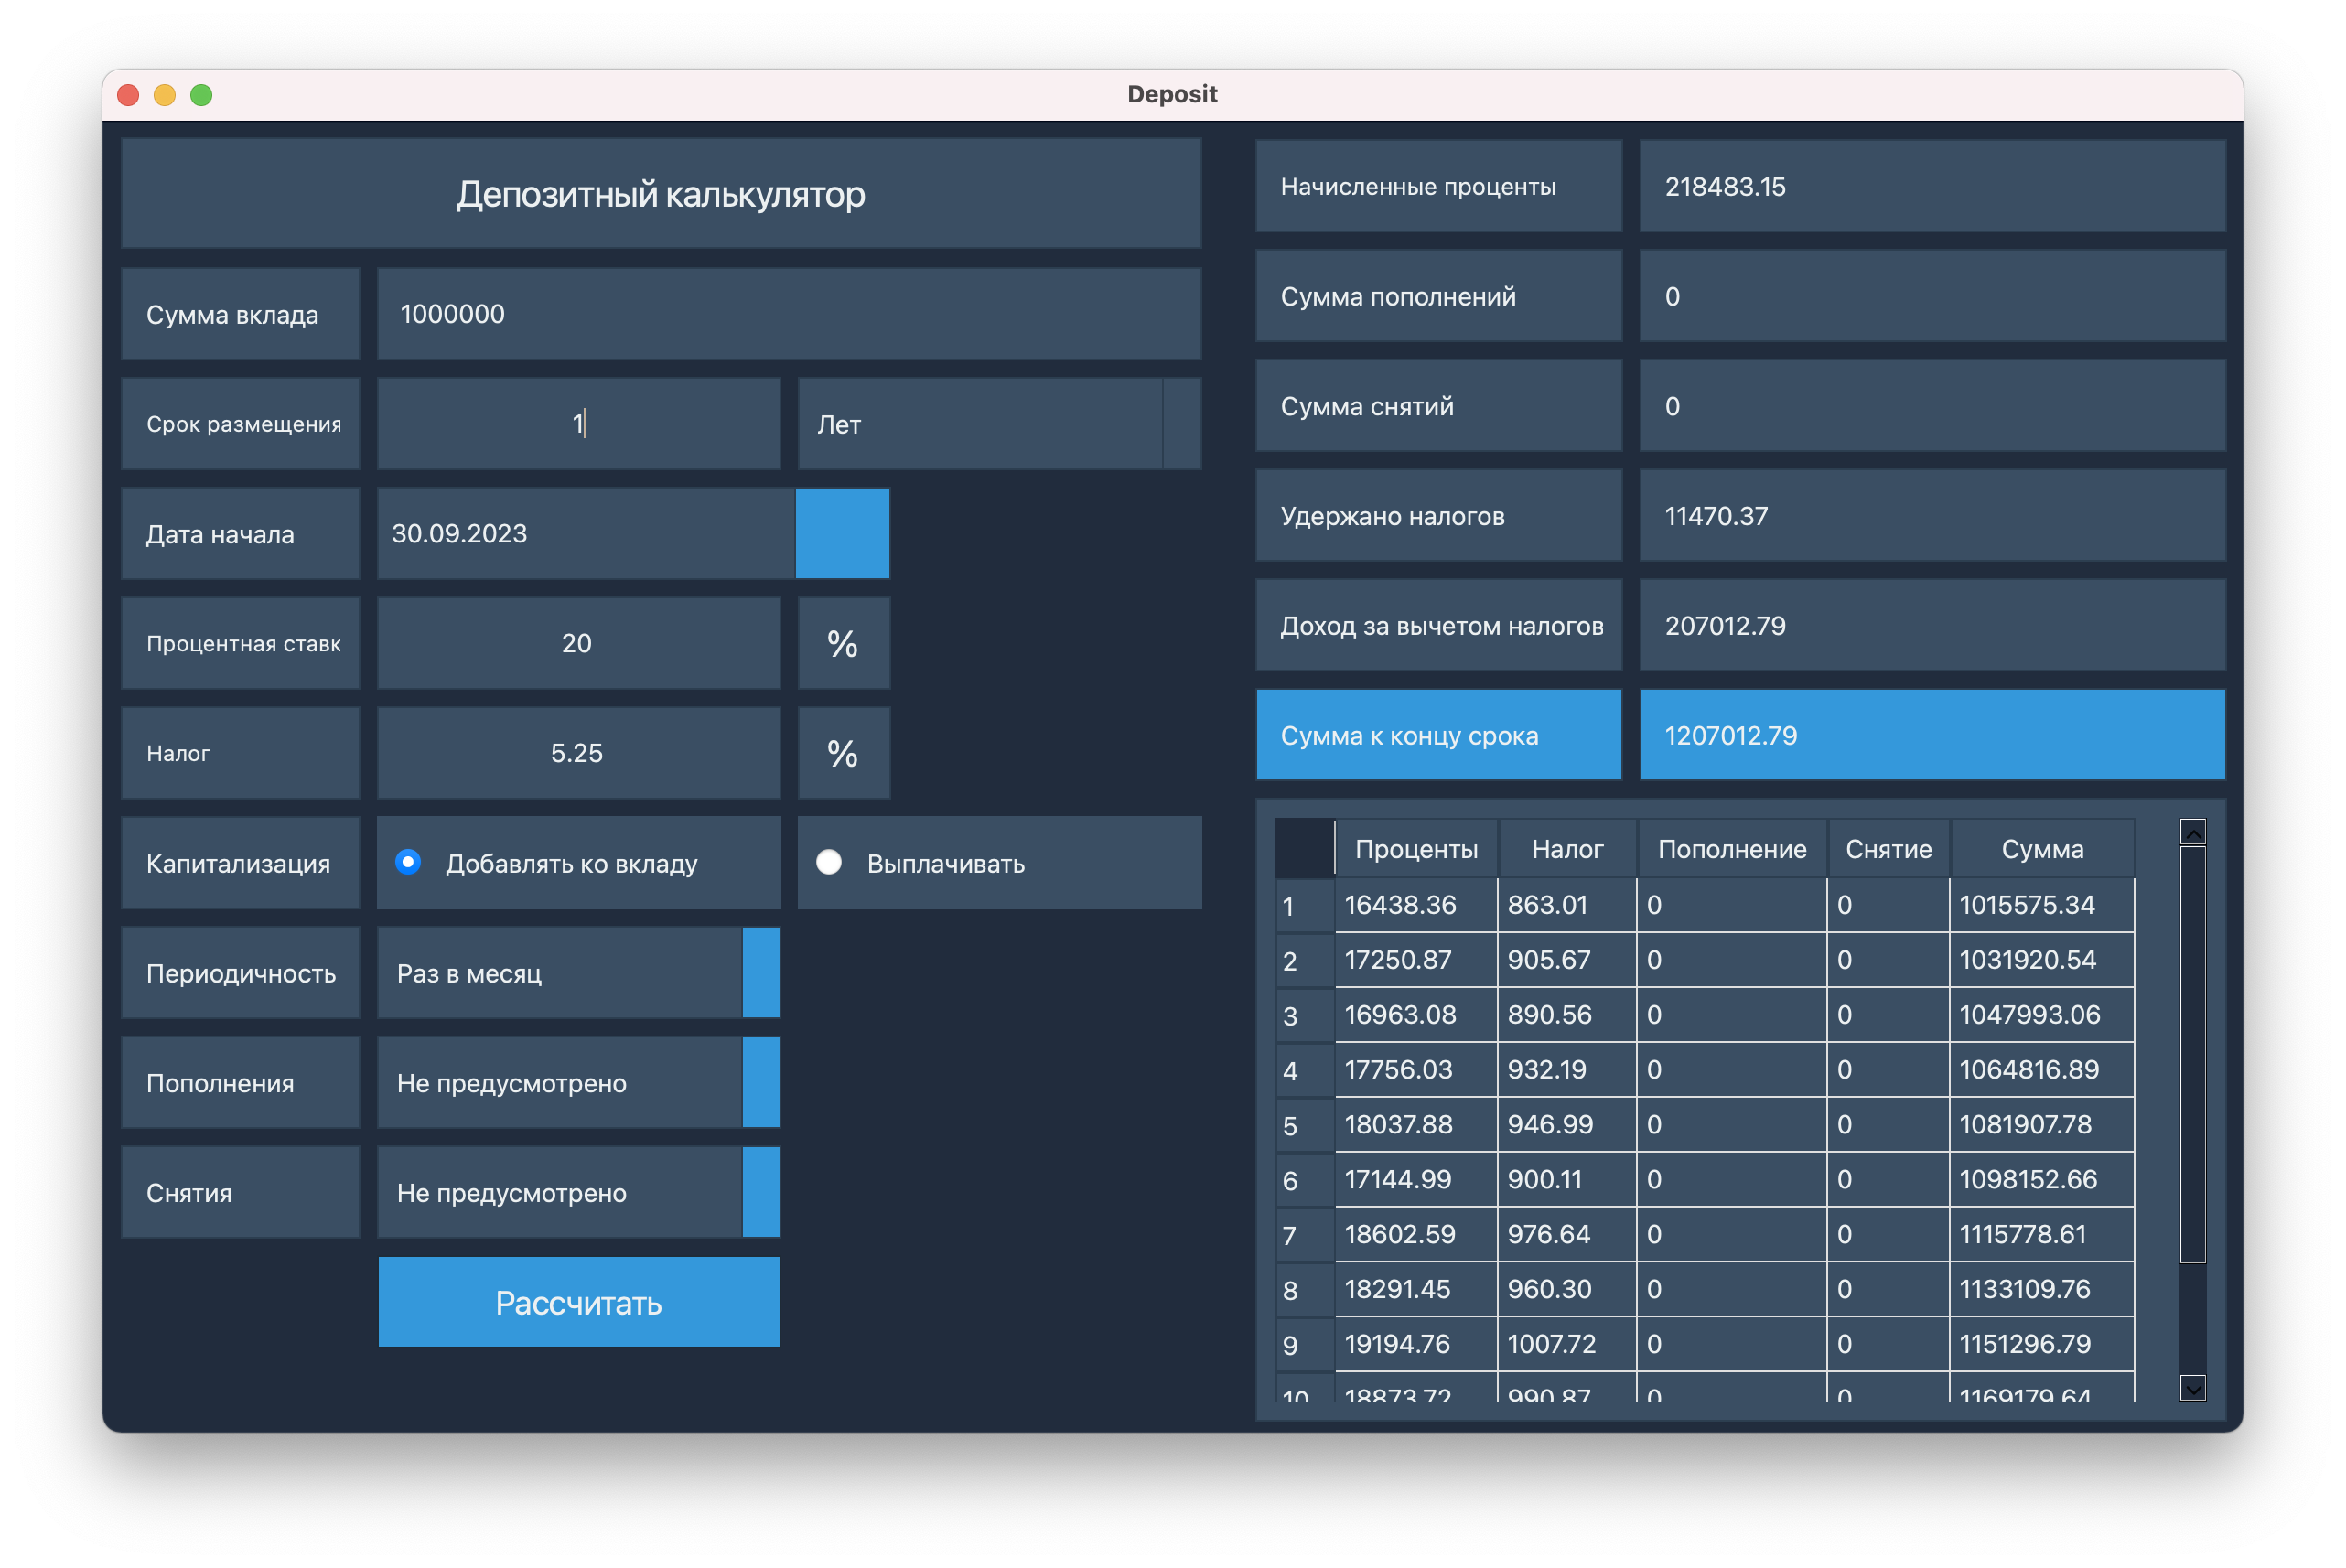 Deposit
Депозитный калькулятор
Сумма вклада 1000000
Срок размещения 1 Лет
Дата начала 30.09.2023
Процентная ставк 20 %
Налог 5.25 %
Капитализация Добавлять ко вкладу Выплачивать
Периодичность Раз в месяц
Пополнения Не предусмотрено
Снятия Не предусмотрено
Рассчитать
Начисленные проценты 218483.15
Сумма пополнений 0
Сумма снятий 0
Удержано налогов 11470.37
Доход за вычетом налогов 207012.79
Сумма к концу срока 1207012.79
Проценты Налог Пополнение Снятие Сумма
1 16438.36 863.01 0 0 1015575.34
2 17250.87 905.67 0 0 1031920.54
3 16963.08 890.56 0 0 1047993.06
4 17756.03 932.19 0 0 1064816.89
5 18037.88 946.99 0 0 1081907.78
6 17144.99 900.11 0 0 1098152.66
7 18602.59 976.64 0 0 1115778.61
8 18291.45 960.30 0 0 1133109.76
9 19194.76 1007.72 0 0 1151296.79
10 18873.72 990.87 0 0 1169179.64